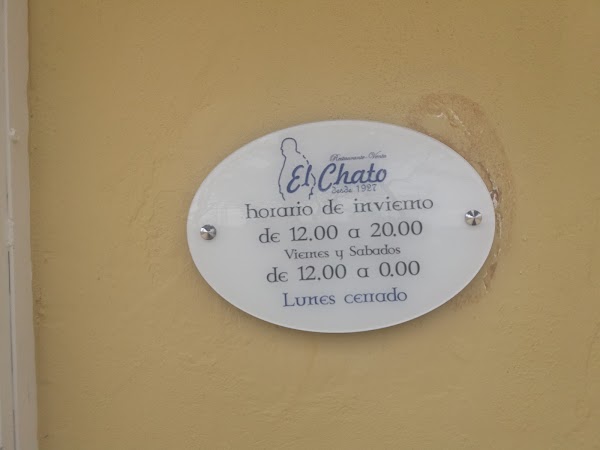 Restaurante-Venta
El Chato
desde 1927
horario de invierno
de 12.00 a 20.00
Viernes y Sabados
de 12.00 a 0.00
Lunes cerrado